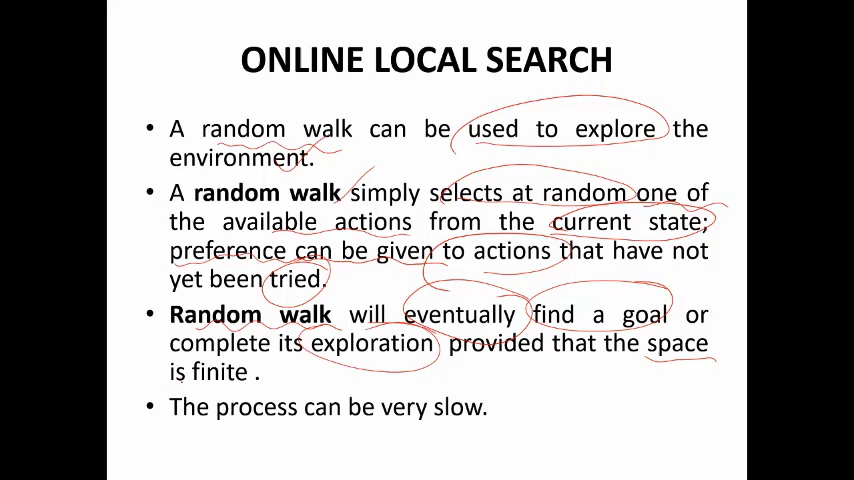 ONLINE LOCAL SEARCH
• A random walk can be used to explore the
environment.
• A random walk simply selects at random one of
the available actions from the current state;
preference can be given to actions that have not
yet been tried.
• Random walk will eventually find a goal or
complete its exploration provided that the space
is finite .
• The process can be very slow.